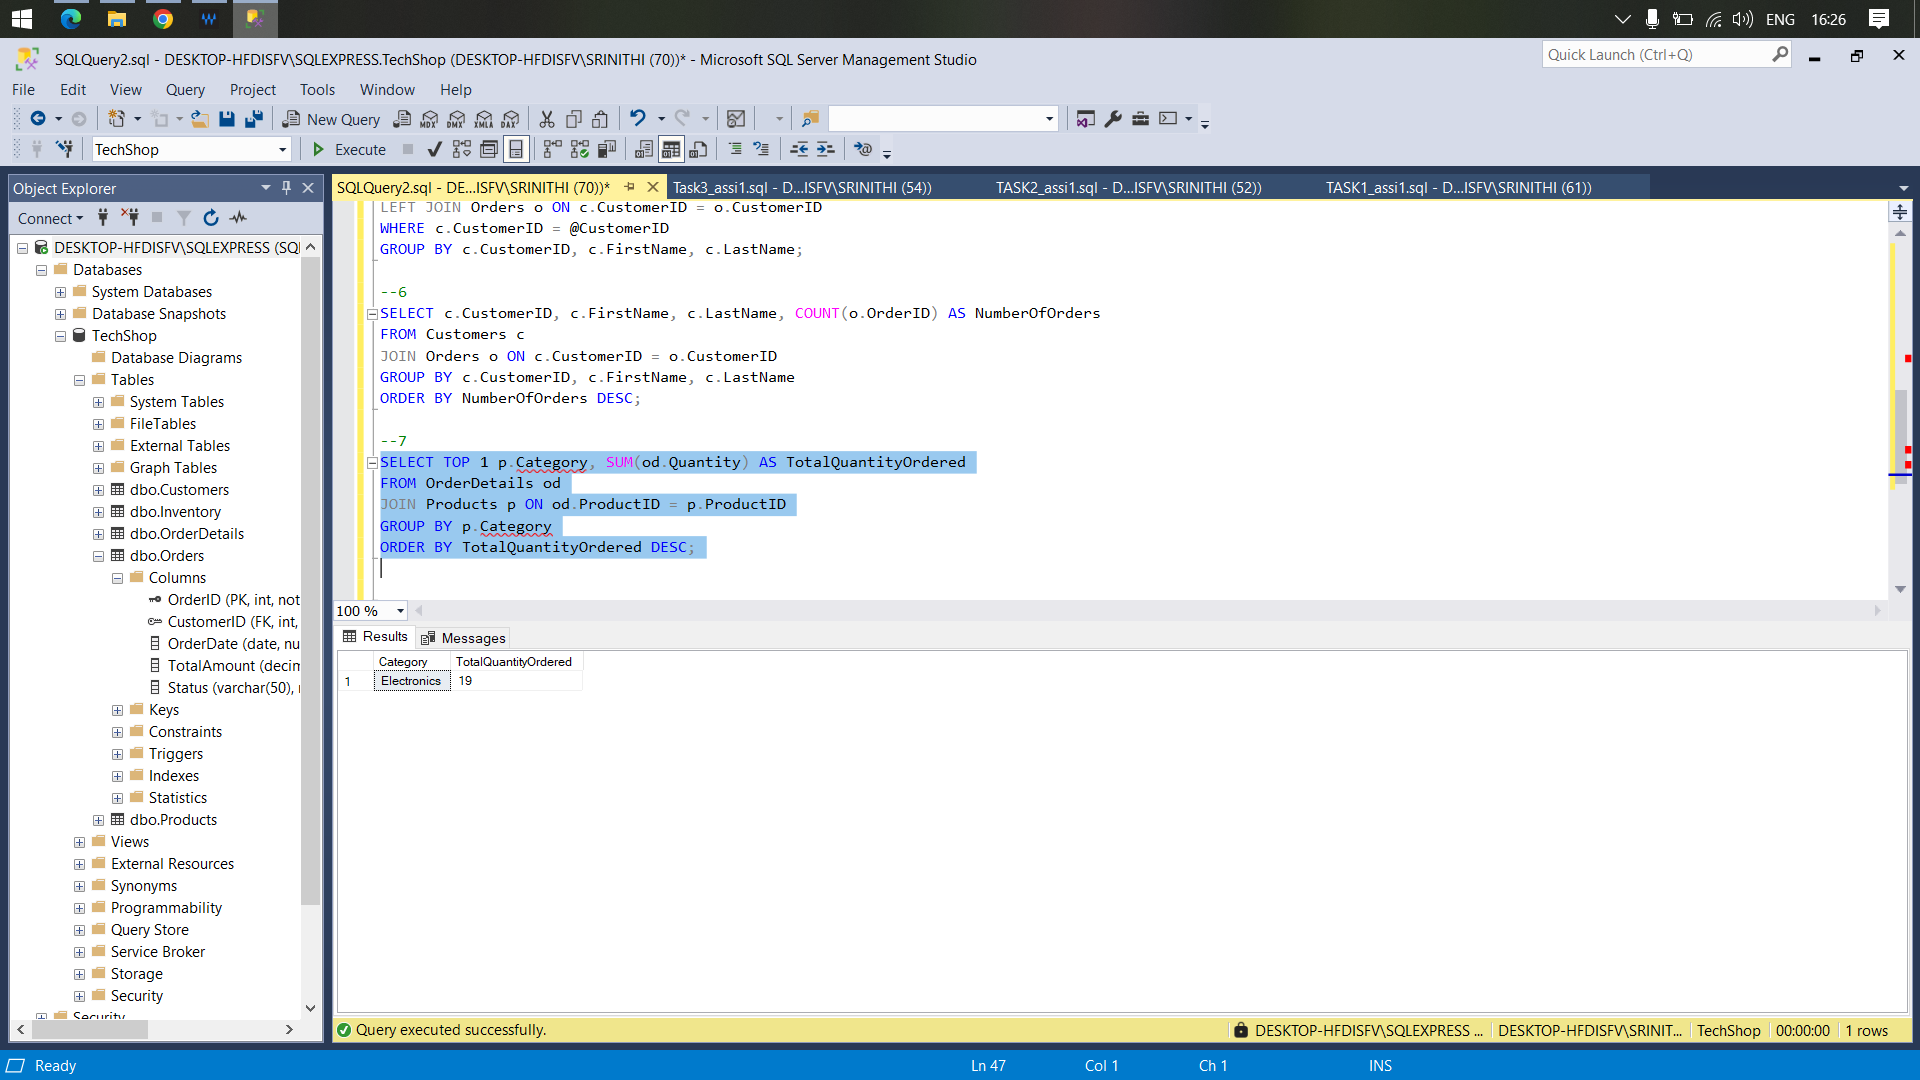 ENG 16:26
SQLQuery2.sql - DESKTOP-HFDISFV\SQLEXPRESS.TechShop (DESKTOP-HFDISFV\SRINITHI (70))* - Microsoft SQL Server Management Studio
Quick Launch (Ctrl+Q)
File Edit View Query Project Tools Window Help
New Query MDX DMX XMLA DAX
TechShop Execute
Object Explorer
Connect
DESKTOP-HFDISFV\SQLEXPRESS (SQ
Databases
System Databases
Database Snapshots
TechShop
Database Diagrams
Tables
System Tables
FileTables
External Tables
Graph Tables
dbo.Customers
dbo.Inventory
dbo.OrderDetails
dbo.Orders
Columns
OrderID (PK, int, not
CustomerID (FK, int,
OrderDate (date, nu
TotalAmount (decin
Status (varchar(50), r
Keys
Constraints
Triggers
Indexes
Statistics
dbo.Products
Views
External Resources
Synonyms
Programmability
Query Store
Service Broker
Storage
Security
Security
SQLQuery2.sql - DE...ISFV\SRINITHI (70))* Task3_assi1.sql - D...ISFV\SRINITHI (54)) TASK2_assi1.sql - D...ISFV\SRINITHI (52)) TASK1_assi1.sql - D...ISFV\SRINITHI (61))
LEFT JOIN Orders o ON c.CustomerID = o.CustomerID
WHERE c.CustomerID = @CustomerID
GROUP BY c.CustomerID, c.FirstName, c.LastName;
--6
SELECT c.CustomerID, c.FirstName, c.LastName, COUNT(o.OrderID) AS NumberOfOrders
FROM Customers c
JOIN Orders o ON c.CustomerID = o.CustomerID
GROUP BY c.CustomerID, c.FirstName, c.LastName
ORDER BY NumberOfOrders DESC;
--7
SELECT TOP 1 p.Category, SUM(od.Quantity) AS TotalQuantityOrdered
FROM OrderDetails od
JOIN Products p ON od.ProductID = p.ProductID
GROUP BY p.Category
ORDER BY TotalQuantityOrdered DESC;
100 %
Results Messages
Category TotalQuantityOrdered
1 Electronics 19
Query executed successfully. DESKTOP-HFDISFV\SQLEXPRESS ... DESKTOP-HFDISFV\SRINIT... TechShop 00:00:00 1 rows
Ready Ln 47 Col 1 Ch 1 INS